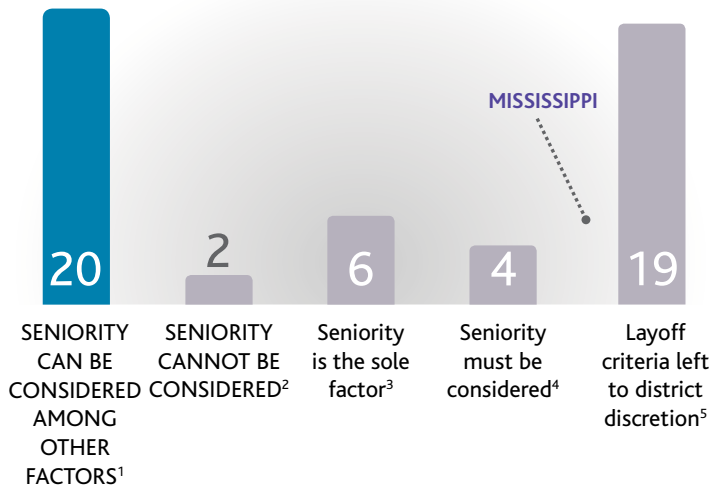 MISSISSIPPI
20
2
6
4
19
SENIORITY
CAN BE
CONSIDERED
AMONG
OTHER
FACTORS1
SENIORITY
CANNOT BE
CONSIDERED2
Seniority
is the sole
factor3
Seniority
must be
considered4
Layoff
criteria left
to district
discretion5